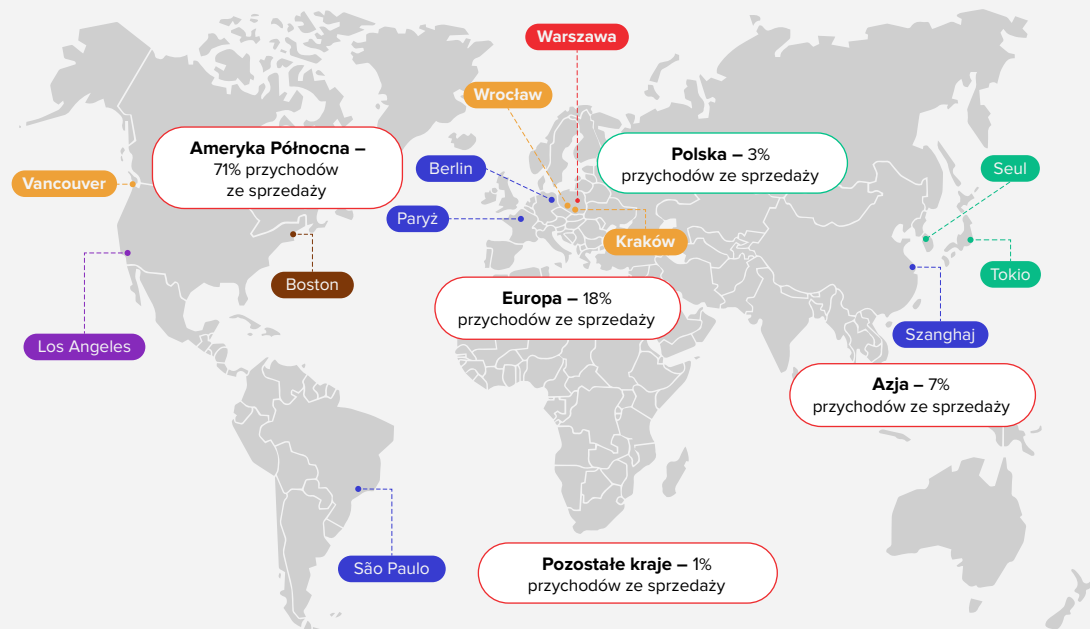 Warszawa
Wrocław
Ameryka Północna –
71% przychodów
ze sprzedaży
Polska – 3%
przychodów ze sprzedaży
Berlin
Seul
Vancouver
Paryż
Kraków
Boston
Tokio
Europa – 18%
przychodów ze sprzedaży
Szanghaj
Los Angeles
Azja – 7%
przychodów ze sprzedaży
São Paulo
Pozostałe kraje – 1%
przychodów ze sprzedaży